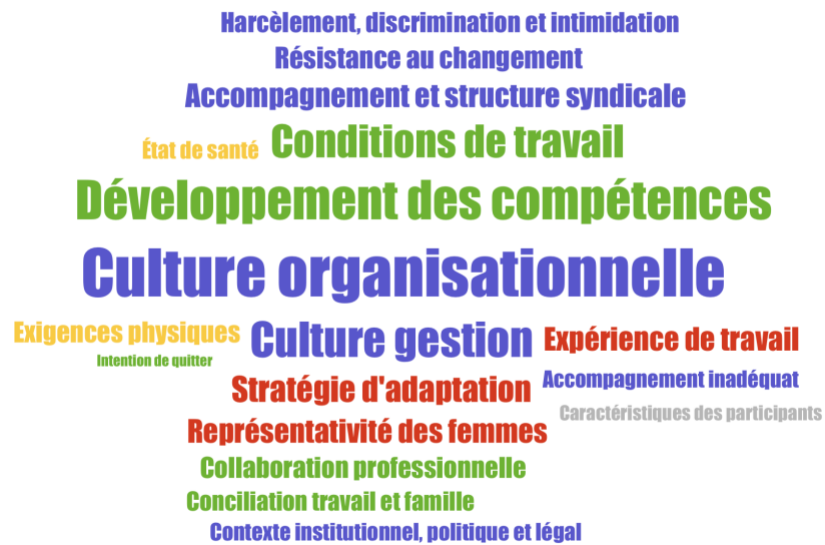 Harcèlement, discrimination et intimidation
Résistance au changement
Accompagnement et structure syndicale
État de santé
Conditions de travail
Développement des compétences
Culture organisationnelle
Exigences physiques
Culture gestion
Expérience de travail
Intention de quitter
Stratégie d'adaptation
Accompagnement inadéquat
Caractéristiques des participants
Représentativité des femmes
Collaboration professionnelle
Conciliation travail et famille
Contexte institutionnel, politique et légal